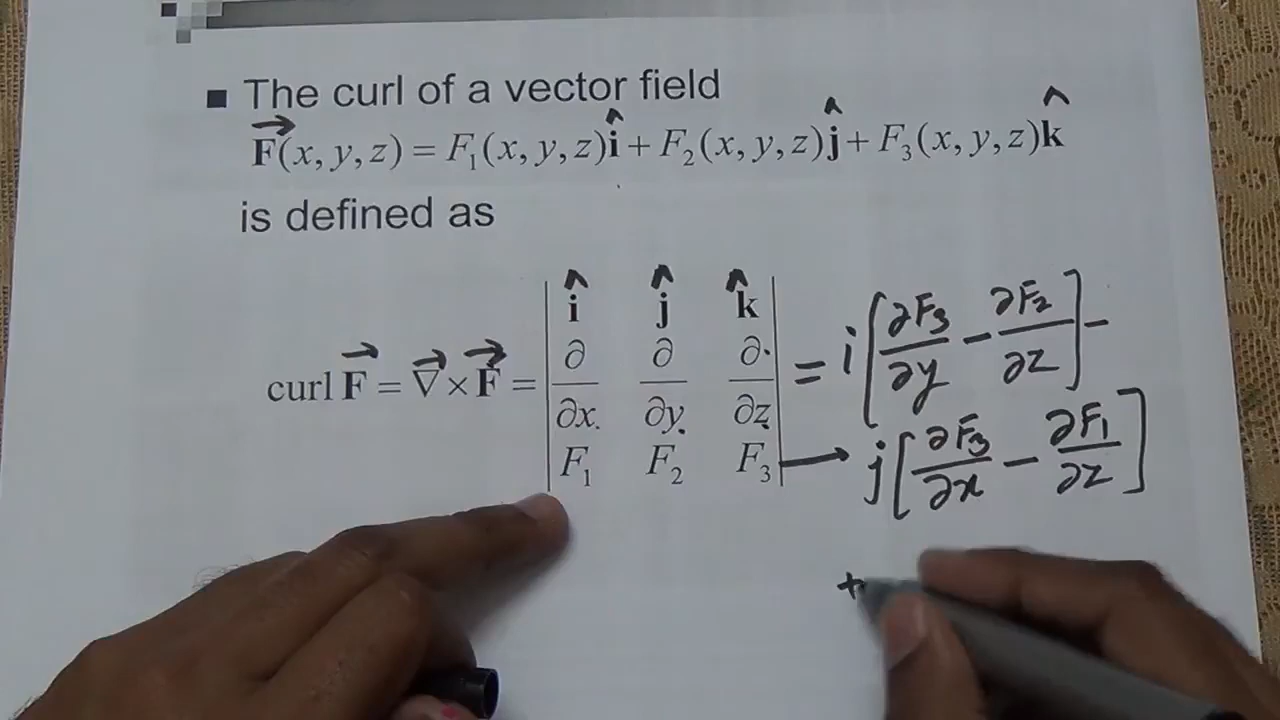 ■ The curl of a vector field
F⃗(x, y, z) = F₁(x, y, z)î + F₂(x, y, z)ĵ + F₃(x, y, z)k̂
is defined as
curl F⃗ = ∇⃗ × F⃗ = | î ĵ k̂ |
| ∂/∂x ∂/∂y ∂/∂z |
| F₁ F₂ F₃ |
= i[∂F₃/∂y − ∂F₂/∂z] −
→ j[∂F₃/∂x − ∂F₁/∂z]
+